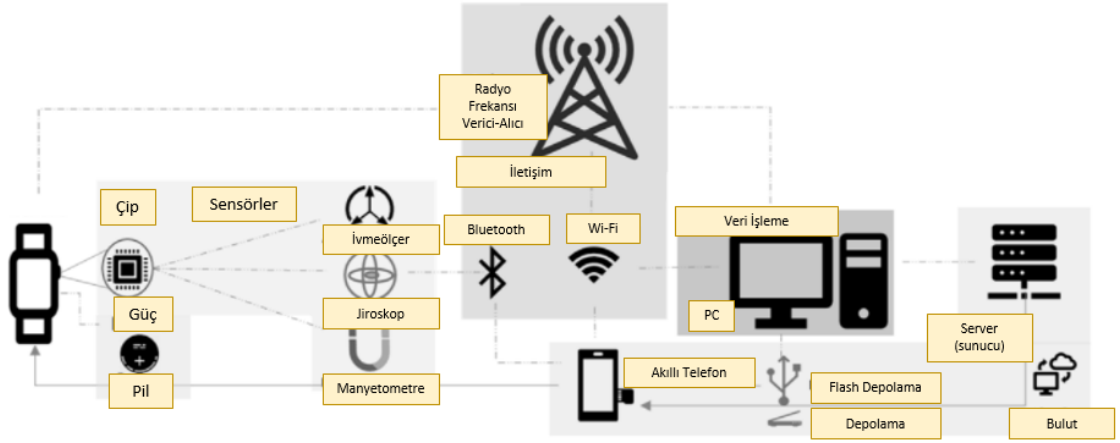 Radyo
Frekansı
Verici-Alıcı
İletişim
Çip
Sensörler
İvmeölçer
Bluetooth
Wi-Fi
Veri İşleme
Güç
Jiroskop
PC
Server
(sunucu)
Pil
Manyetometre
Akıllı Telefon
Flash Depolama
Depolama
Bulut